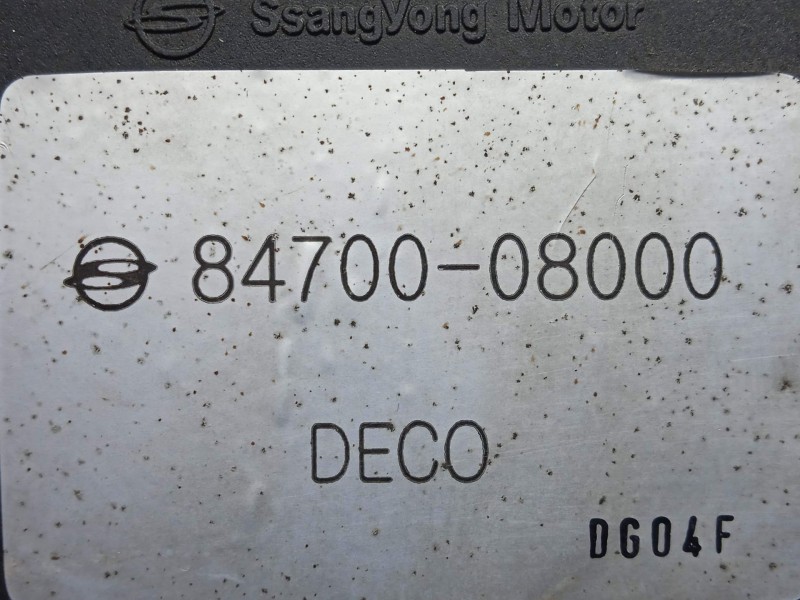 SsangYong Motor
84700-08000
DECO
DG04F